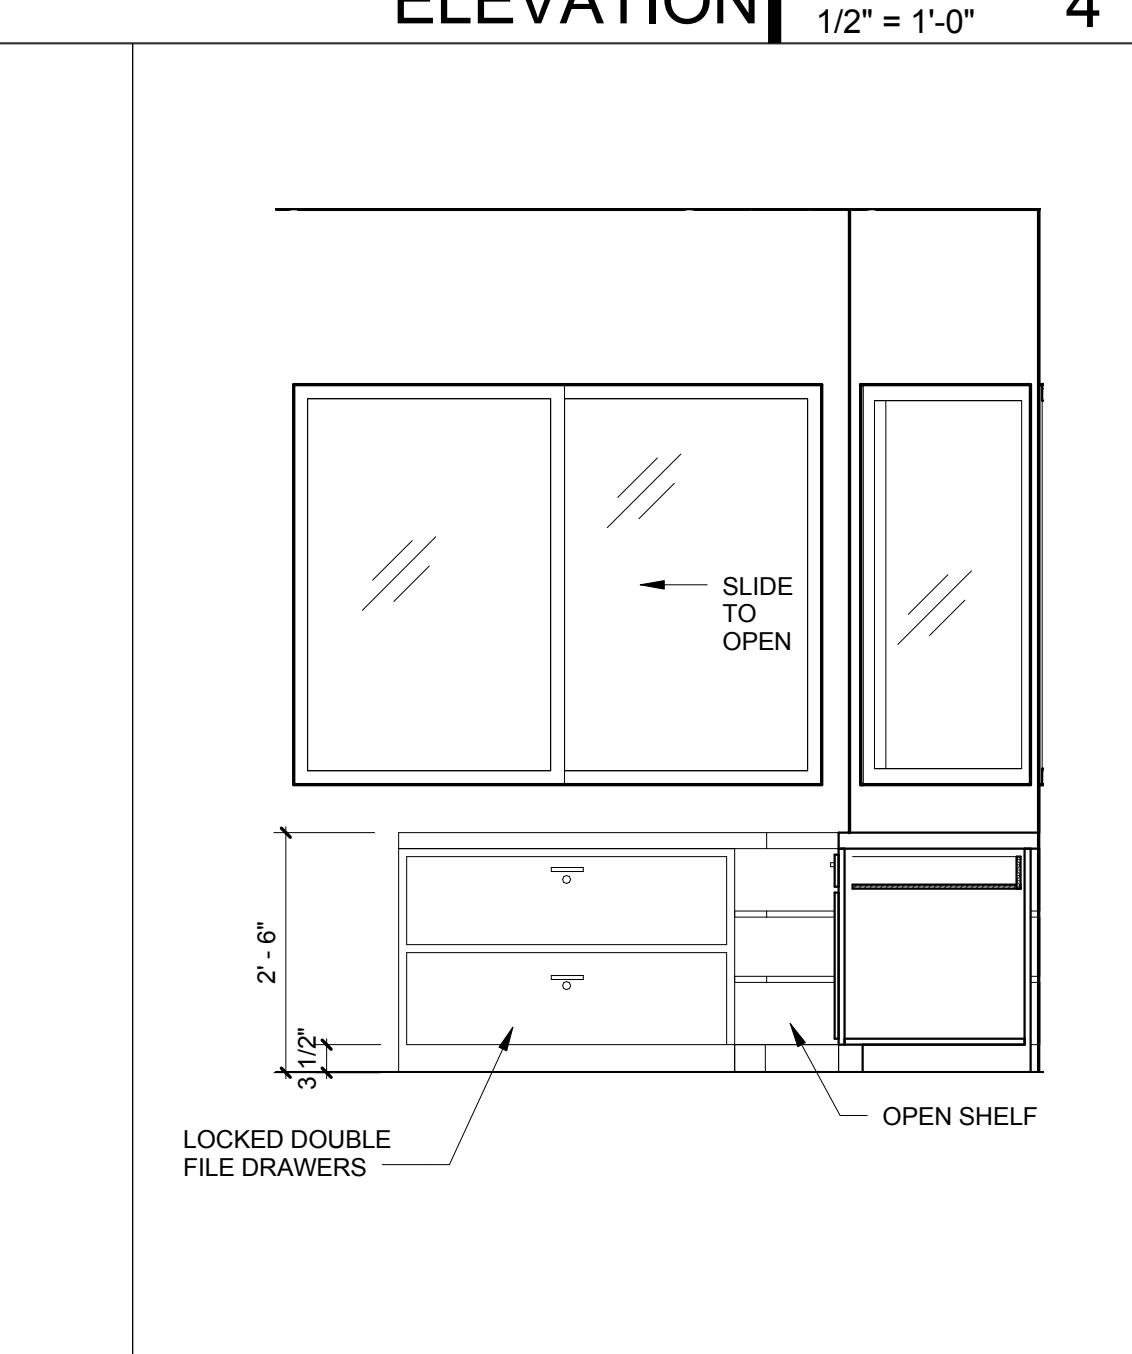 ELEVATION
1/2" = 1'-0"
4
SLIDE
TO
OPEN
2' - 6"
3 1/2"
OPEN SHELF
LOCKED DOUBLE
FILE DRAWERS